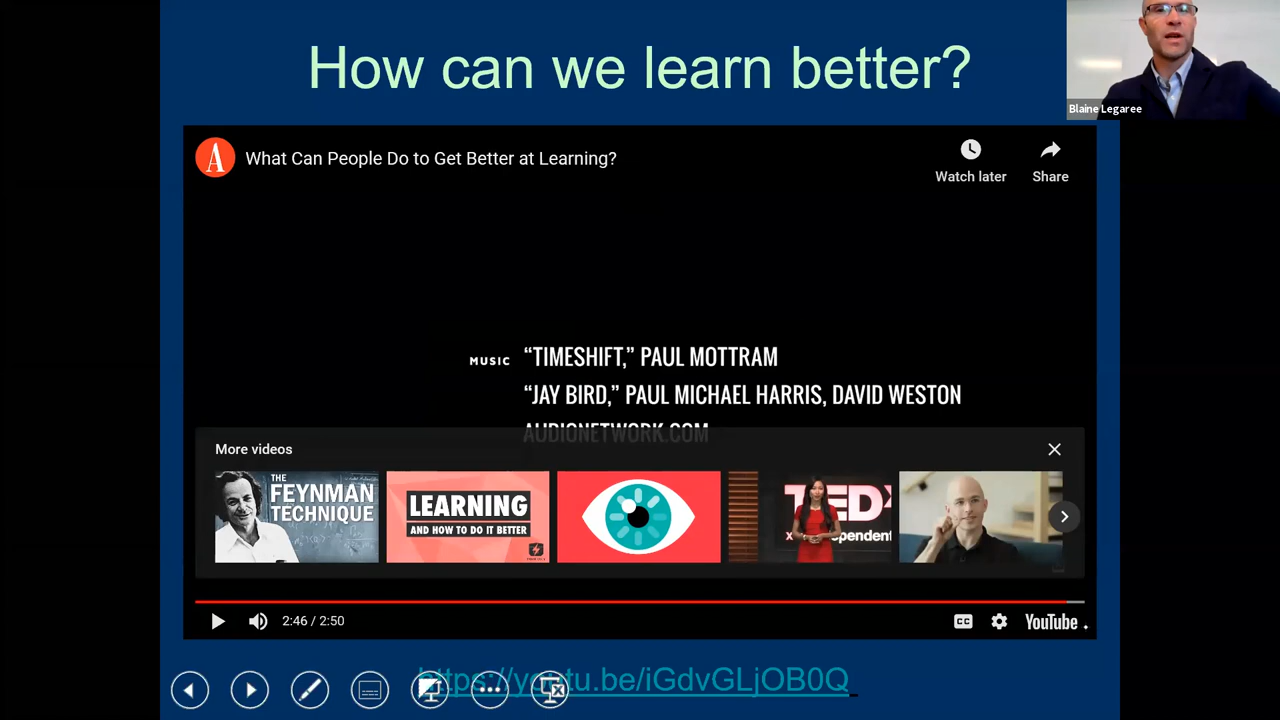 How can we learn better?
Blaine Legaree
A
What Can People Do to Get Better at Learning?
Watch later
Share
MUSIC “TIMESHIFT,” PAUL MOTTRAM
“JAY BIRD,” PAUL MICHAEL HARRIS, DAVID WESTON
AUDIONETWORK.COM
More videos
THE
FEYNMAN
TECHNIQUE
LEARNING
AND HOW TO DO IT BETTER
TEDx
2:46 / 2:50
CC
YouTube
https://youtu.be/iGdvGLjOB0Q